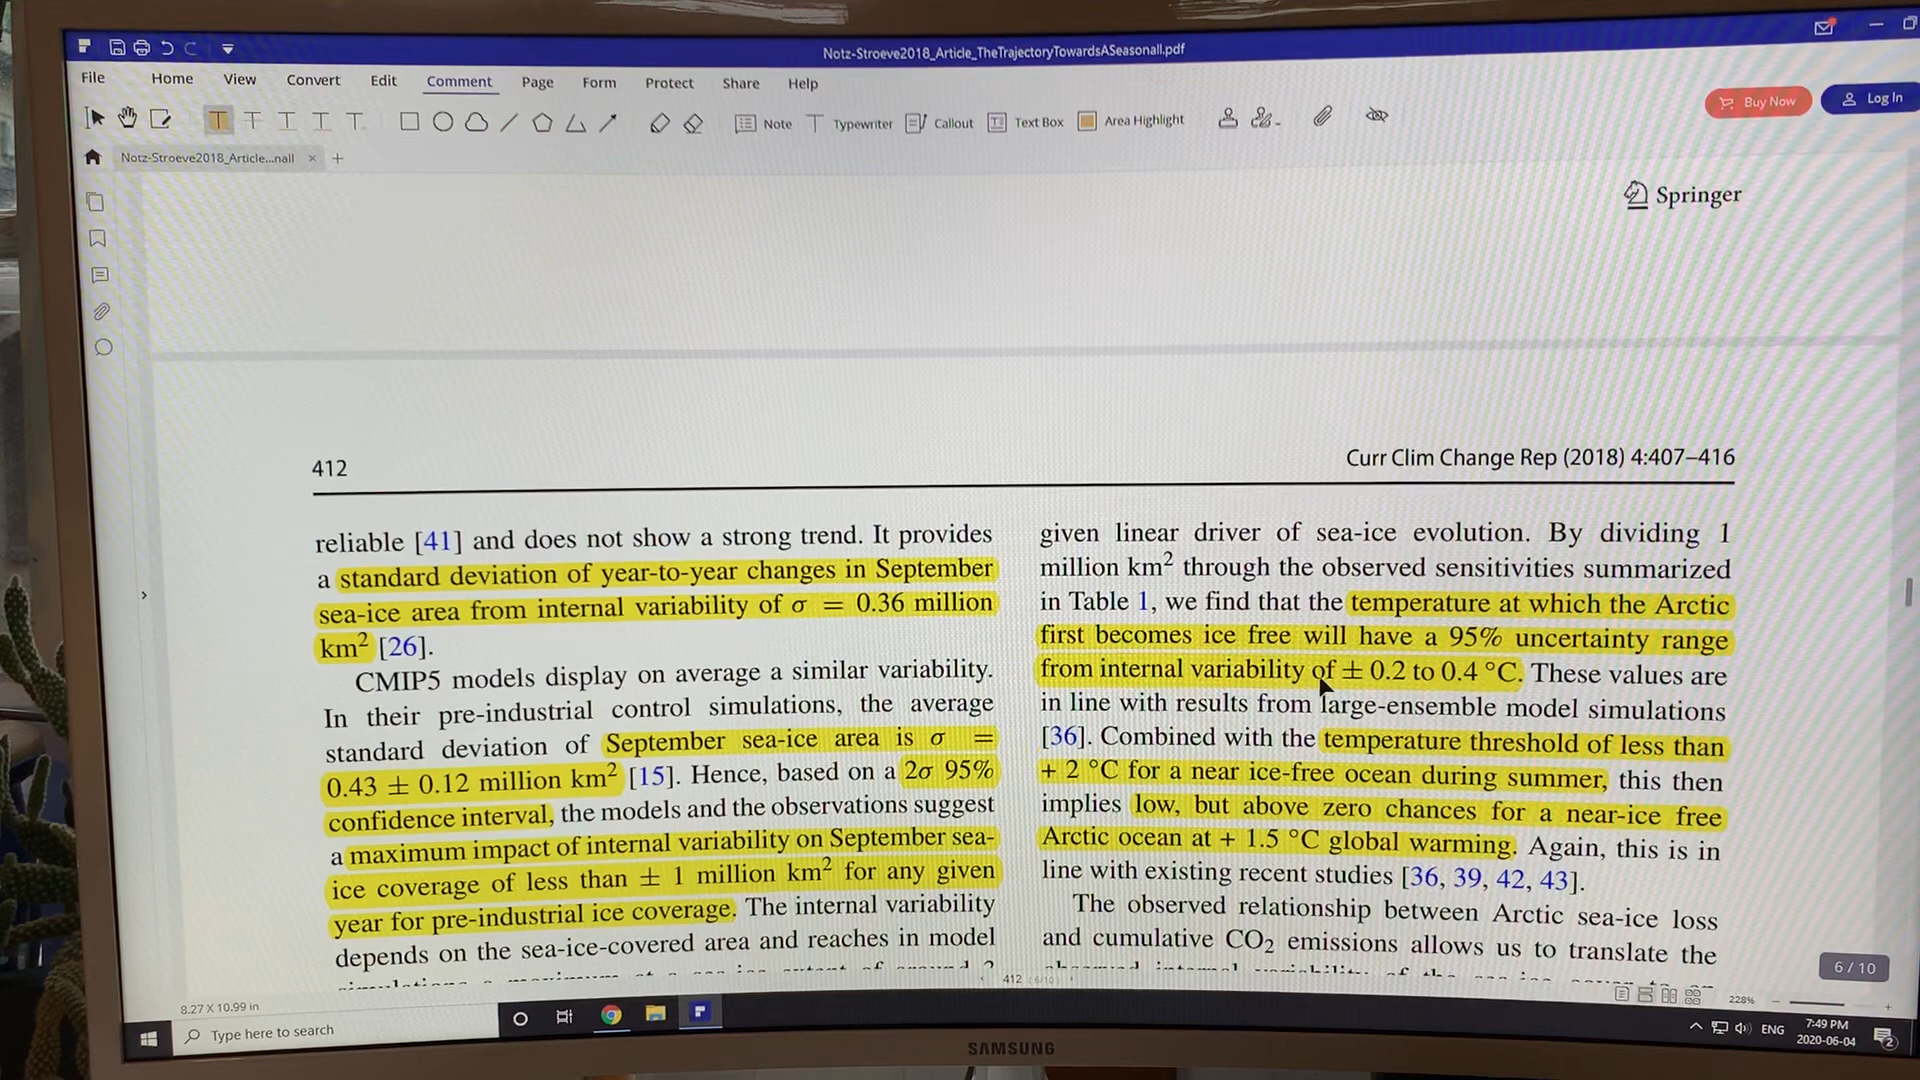 Notz-Stroeve2018_Article_TheTrajectoryTowardsASeasonall.pdf
File Home View Convert Edit Comment Page Form Protect Share Help
Buy Now Log In
Note Typewriter Callout Text Box Area Highlight
Notz-Stroeve2018_Article...nall × +
Springer
412
Curr Clim Change Rep (2018) 4:407–416
reliable [41] and does not show a strong trend. It provides
a standard deviation of year-to-year changes in September
sea-ice area from internal variability of σ = 0.36 million
km² [26].
CMIP5 models display on average a similar variability.
In their pre-industrial control simulations, the average
standard deviation of September sea-ice area is σ =
0.43 ± 0.12 million km² [15]. Hence, based on a 2σ 95%
confidence interval, the models and the observations suggest
a maximum impact of internal variability on September sea-
ice coverage of less than ± 1 million km² for any given
year for pre-industrial ice coverage. The internal variability
depends on the sea-ice-covered area and reaches in model
given linear driver of sea-ice evolution. By dividing 1
million km² through the observed sensitivities summarized
in Table 1, we find that the temperature at which the Arctic
first becomes ice free will have a 95% uncertainty range
from internal variability of ± 0.2 to 0.4 °C. These values are
in line with results from large-ensemble model simulations
[36]. Combined with the temperature threshold of less than
+ 2 °C for a near ice-free ocean during summer, this then
implies low, but above zero chances for a near-ice free
Arctic ocean at + 1.5 °C global warming. Again, this is in
line with existing recent studies [36, 39, 42, 43].
The observed relationship between Arctic sea-ice loss
and cumulative CO₂ emissions allows us to translate the
412 (6/10)
6 / 10
8.27 X 10.99 in
228%
Type here to search
ENG
7:49 PM
2020-06-04
2
SAMSUNG